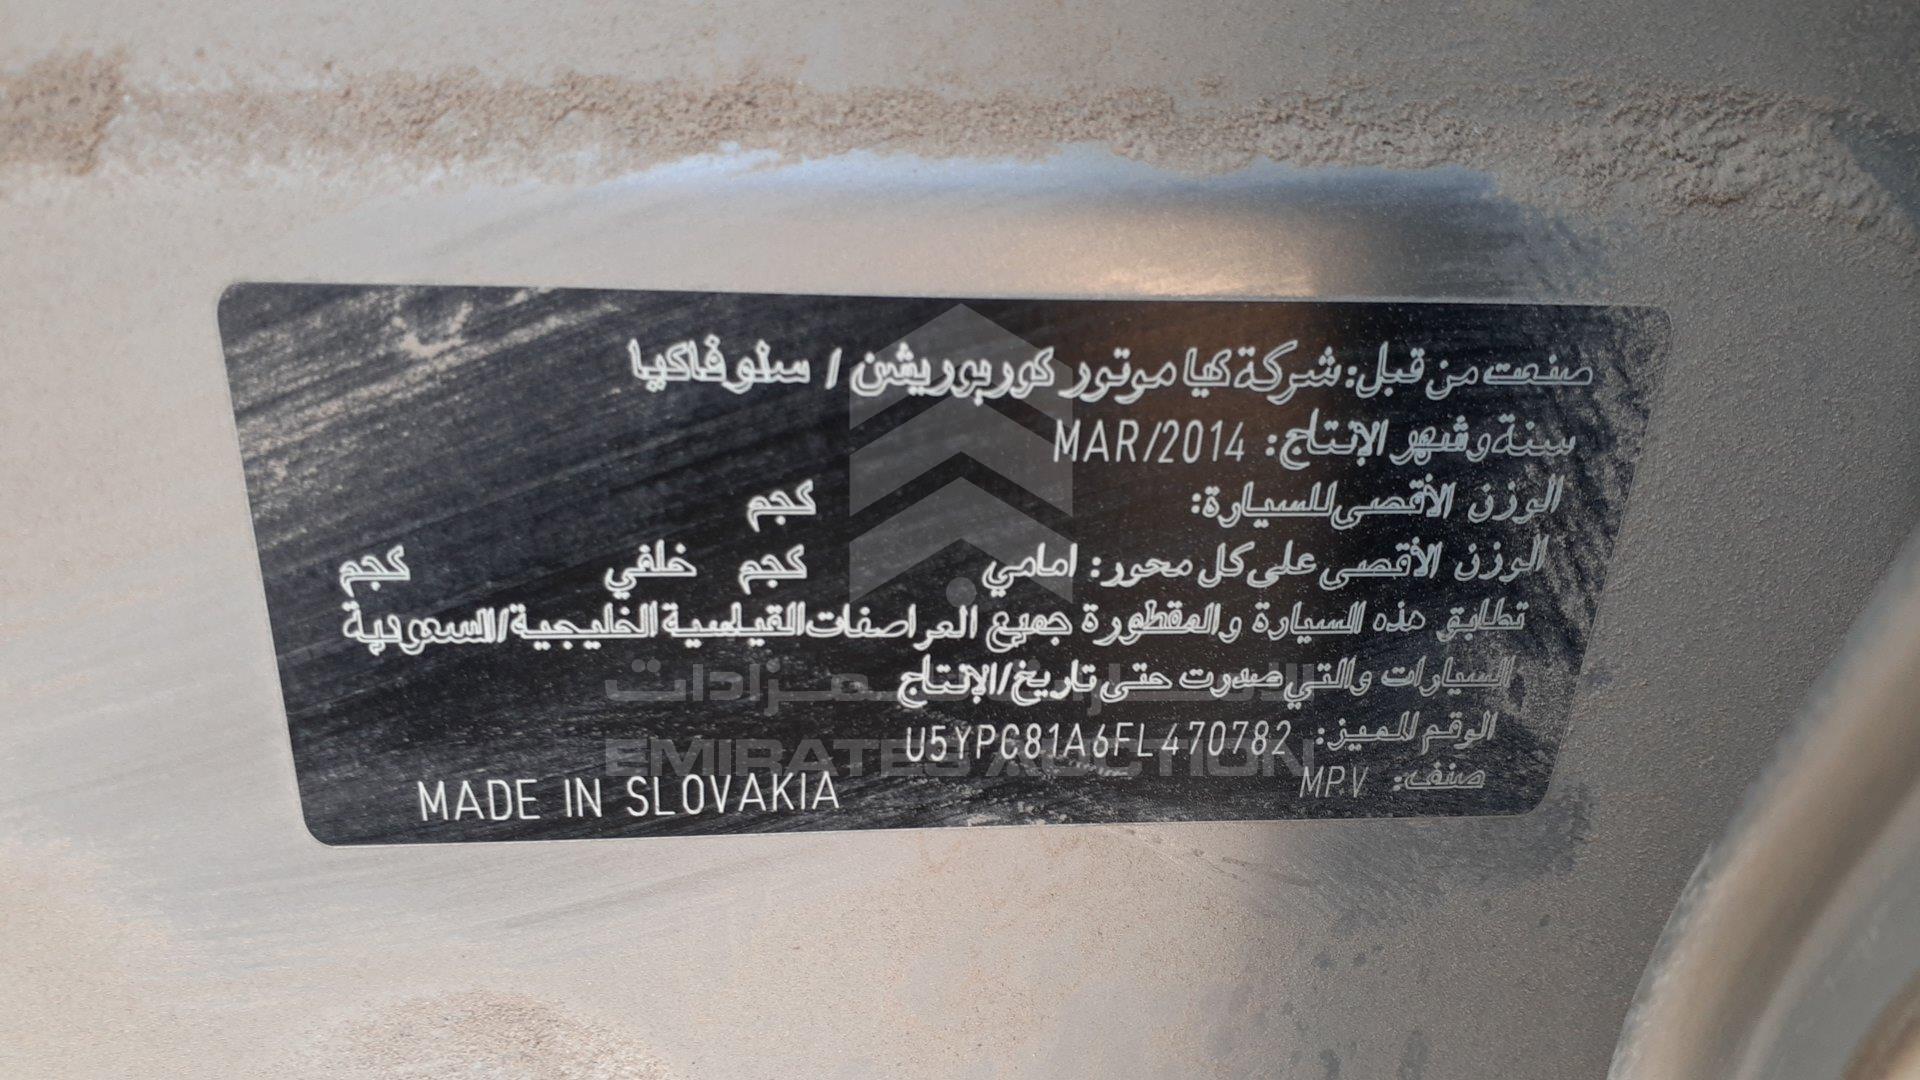 صنعت من قبل: شركة كيا موتور كوربوريشن / سلوفاكيا
سنة وشهر الإنتاج: MAR/2014
الوزن الأقصى للسيارة: كجم
الوزن الأقصى على كل محور: امامي كجم خلفي كجم
تطابق هذه السيارة والمقطورة جميع المواصفات القياسية الخليجية/السعودية
السيارات والتي صدرت حتى تاريخ/الإنتاج
الرقم المميز: U5YPC81A6FL470782
صنف: MPV
MADE IN SLOVAKIA
الإمارات للمزادات
EMIRATES AUCTION